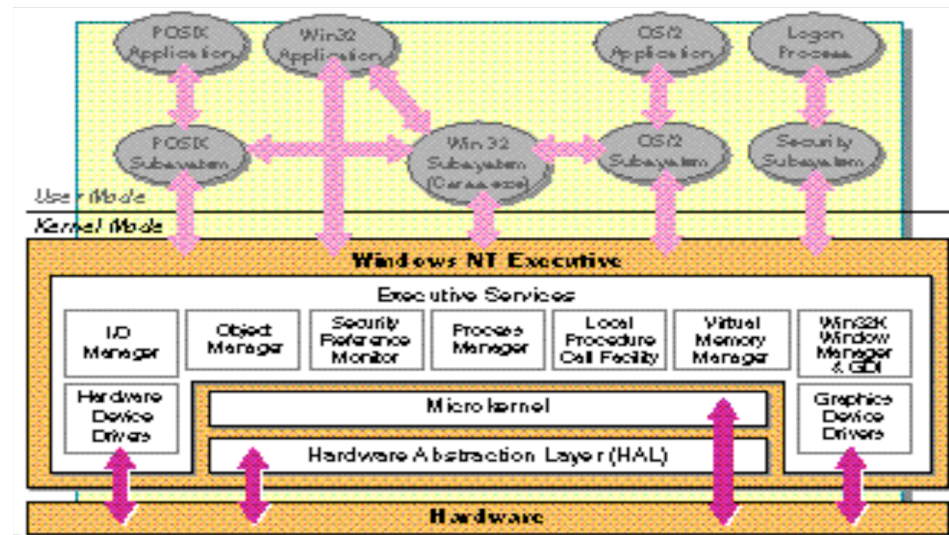 POSIX
Application
Win32
Application
OS/2
Application
Logon
Process
POSIX
Subsystem
Win 32
Subsystem
OS/2
Subsystem
Security
Subsystem
User Mode
Kernel Mode
Windows NT Executive
Executive Services
I/O
Manager
Object
Manager
Security
Reference
Monitor
Process
Manager
Local
Procedure
Call Facility
Virtual
Memory
Manager
Win32K
Window
Manager
& GDI
Hardware
Device
Drivers
Microkernel
Hardware Abstraction Layer (HAL)
Graphics
Device
Drivers
Hardware